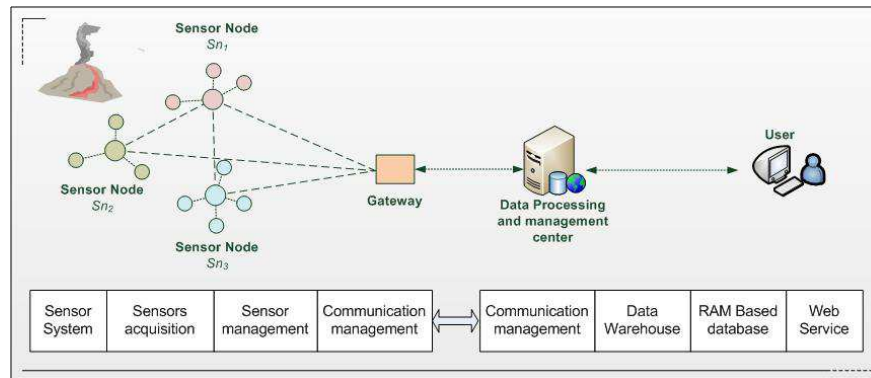 Sensor Node
Sn1
Sensor Node
Sn2
Sensor Node
Sn3
Gateway
Data Processing
and management
center
User
Sensor
System
Sensors
acquisition
Sensor
management
Communication
management
Communication
management
Data
Warehouse
RAM Based
database
Web
Service